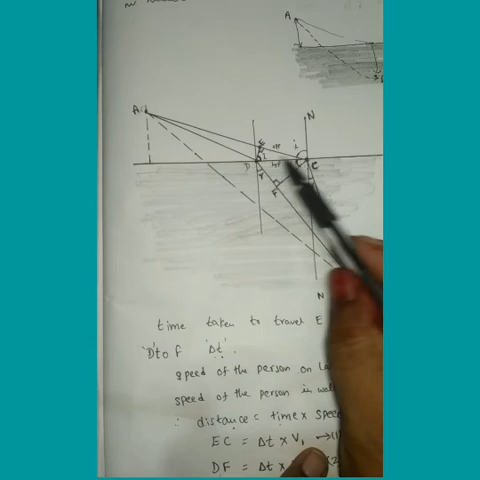 A
A
N
E
i
D
C
r
F
N
time taken to travel E
'D'to f 'Δt'.
speed of the person on La
speed of the person in wat
∴ distance = time x speed
EC = Δt x V₁ →(1)
DF = Δt x